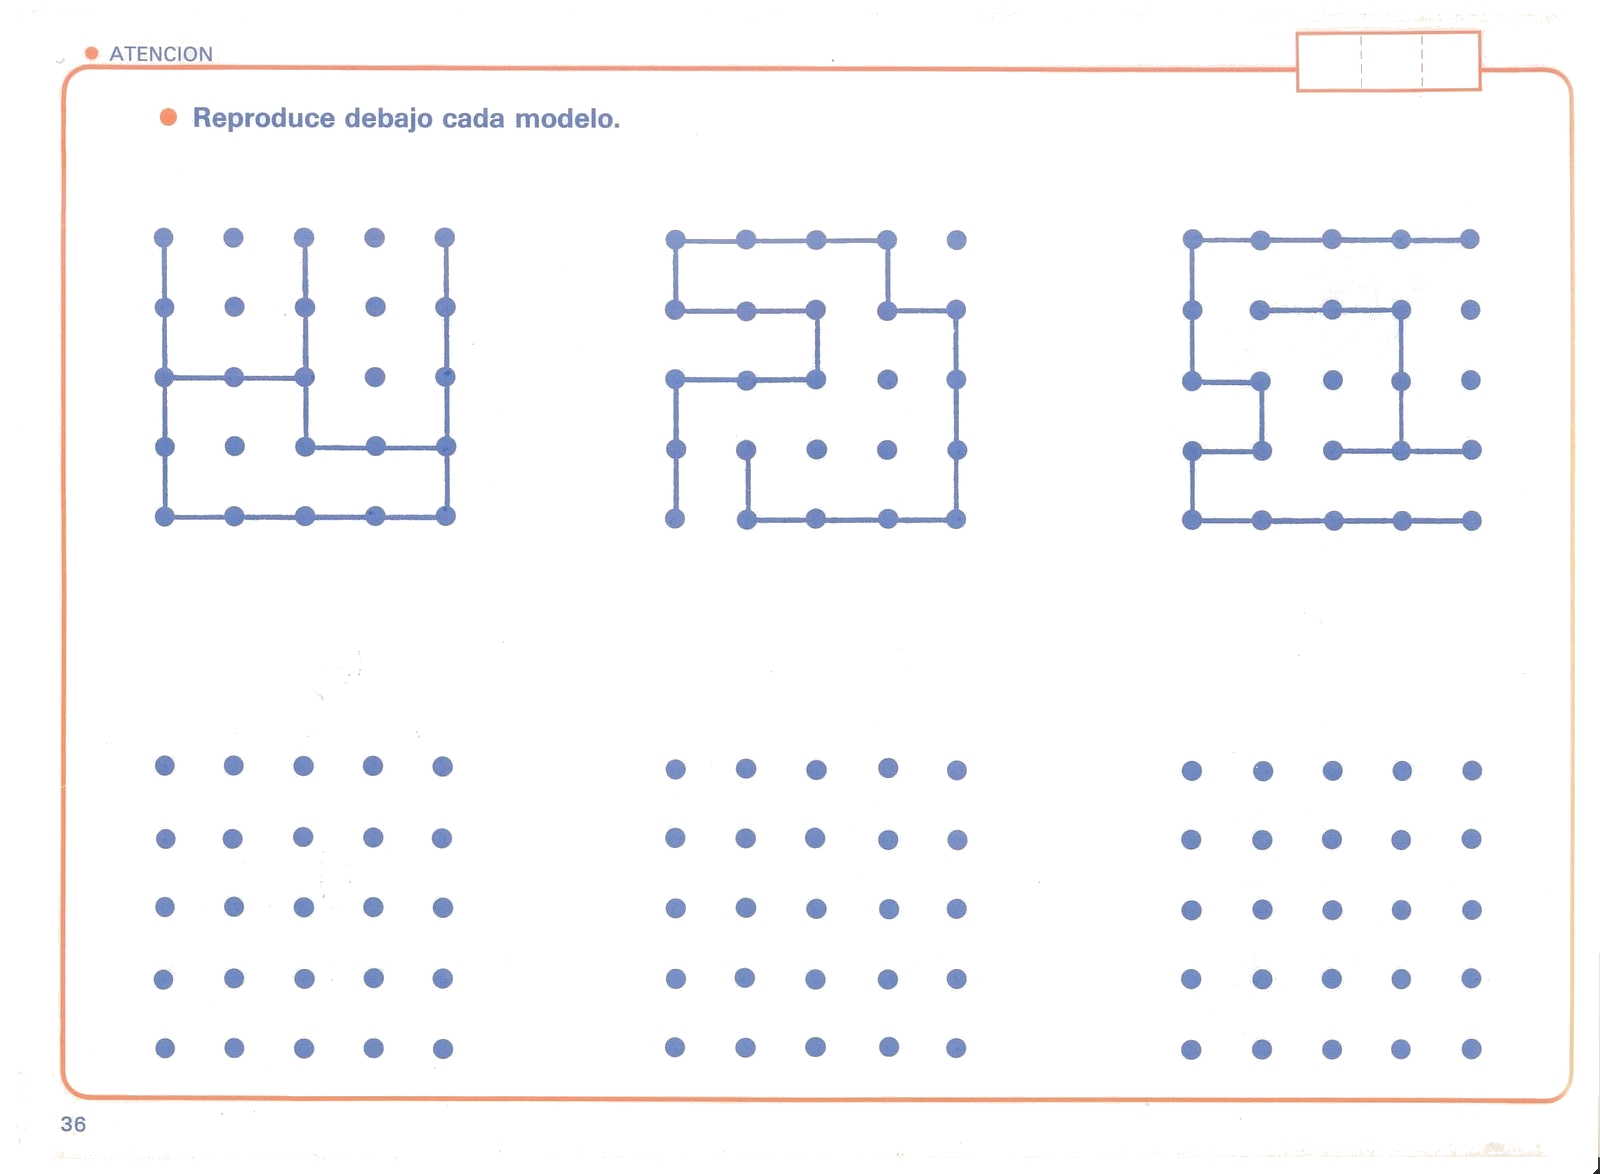 ATENCION
Reproduce debajo cada modelo.
36